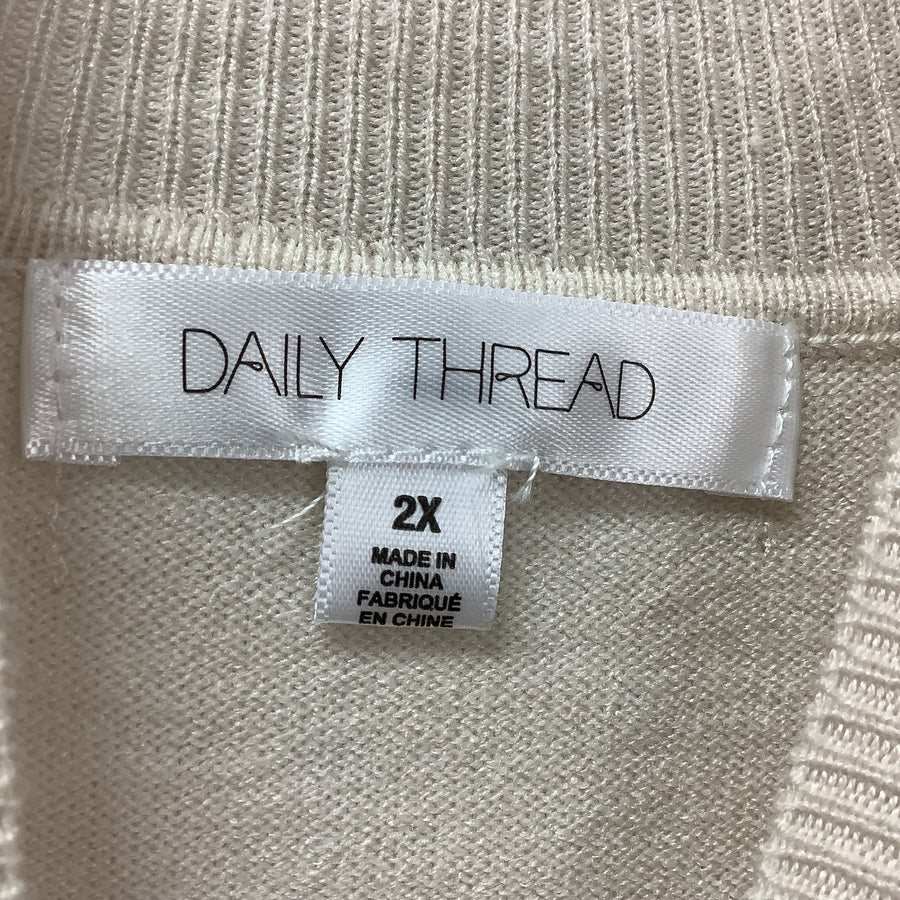 DAILY THREAD
2X
MADE IN
CHINA
FABRIQUÉ
EN CHINE